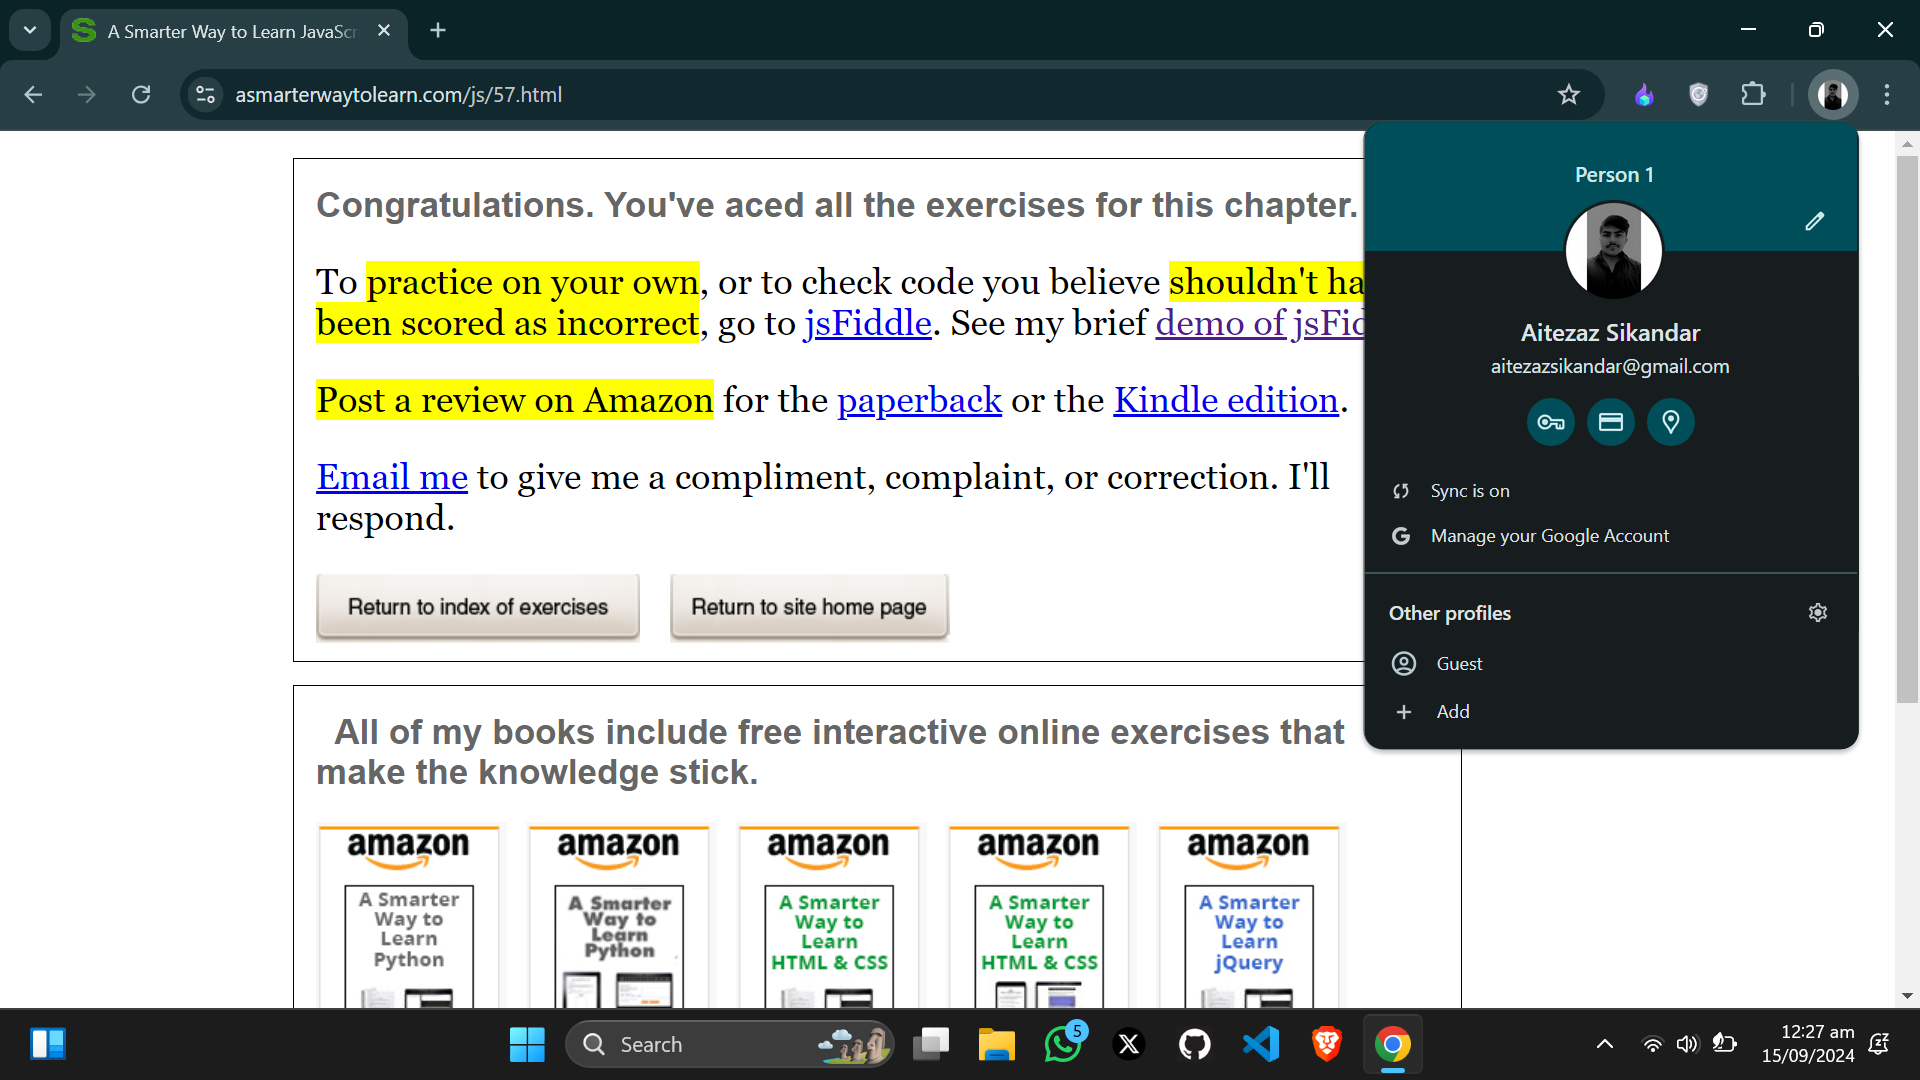 A Smarter Way to Learn JavaScr
asmarterwaytolearn.com/js/57.html
Congratulations. You've aced all the exercises for this chapter.
To practice on your own, or to check code you believe shouldn't ha
been scored as incorrect, go to jsFiddle. See my brief demo of jsFid
Post a review on Amazon for the paperback or the Kindle edition.
Email me to give me a compliment, complaint, or correction. I'll
respond.
Return to index of exercises
Return to site home page
All of my books include free interactive online exercises that
make the knowledge stick.
amazon
A Smarter
Way to
Learn
Python
amazon
A Smarter
Way to
Learn
Python
amazon
A Smarter
Way to
Learn
HTML & CSS
amazon
A Smarter
Way to
Learn
HTML & CSS
amazon
A Smarter
Way to
Learn
jQuery
Person 1
Aitezaz Sikandar
aitezazsikandar@gmail.com
Sync is on
Manage your Google Account
Other profiles
Guest
Add
Search
5
12:27 am
15/09/2024